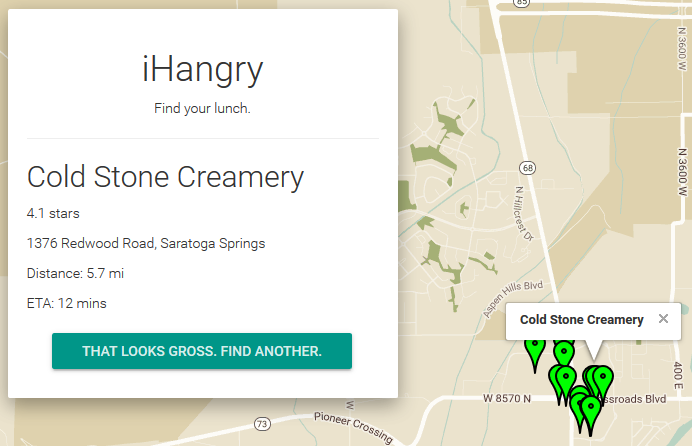 iHangry
Find your lunch.
Cold Stone Creamery
4.1 stars
1376 Redwood Road, Saratoga Springs
Distance: 5.7 mi
ETA: 12 mins
THAT LOOKS GROSS. FIND ANOTHER.
85
N 3600 W
N 3600 W
68
N Hillcrest Dr
Aspen Hills Blvd
Cold Stone Creamery ×
400 E
W 8570 N
ssroads Blvd
W
73
Pioneer Crossing